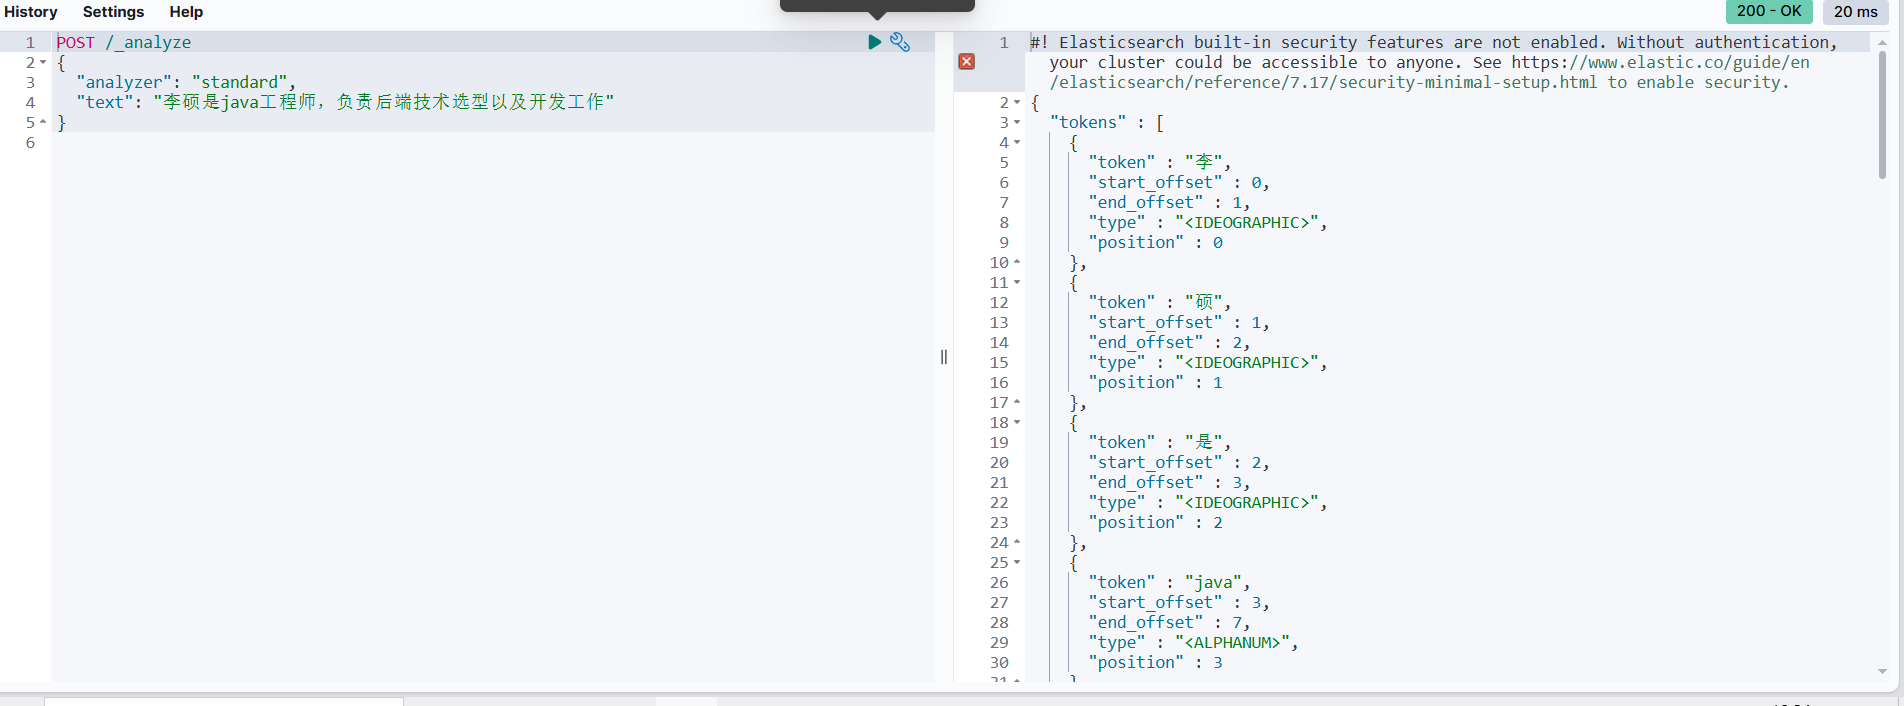 History Settings Help
200 - OK 20 ms
1 POST /_analyze
2 {
3 "analyzer": "standard",
4 "text": "李硕是java工程师，负责后端技术选型以及开发工作"
5 }
6
1 #! Elasticsearch built-in security features are not enabled. Without authentication,
your cluster could be accessible to anyone. See https://www.elastic.co/guide/en
/elasticsearch/reference/7.17/security-minimal-setup.html to enable security.
2 {
3 "tokens" : [
4 {
5 "token" : "李",
6 "start_offset" : 0,
7 "end_offset" : 1,
8 "type" : "<IDEOGRAPHIC>",
9 "position" : 0
10 },
11 {
12 "token" : "硕",
13 "start_offset" : 1,
14 "end_offset" : 2,
15 "type" : "<IDEOGRAPHIC>",
16 "position" : 1
17 },
18 {
19 "token" : "是",
20 "start_offset" : 2,
21 "end_offset" : 3,
22 "type" : "<IDEOGRAPHIC>",
23 "position" : 2
24 },
25 {
26 "token" : "java",
27 "start_offset" : 3,
28 "end_offset" : 7,
29 "type" : "<ALPHANUM>",
30 "position" : 3